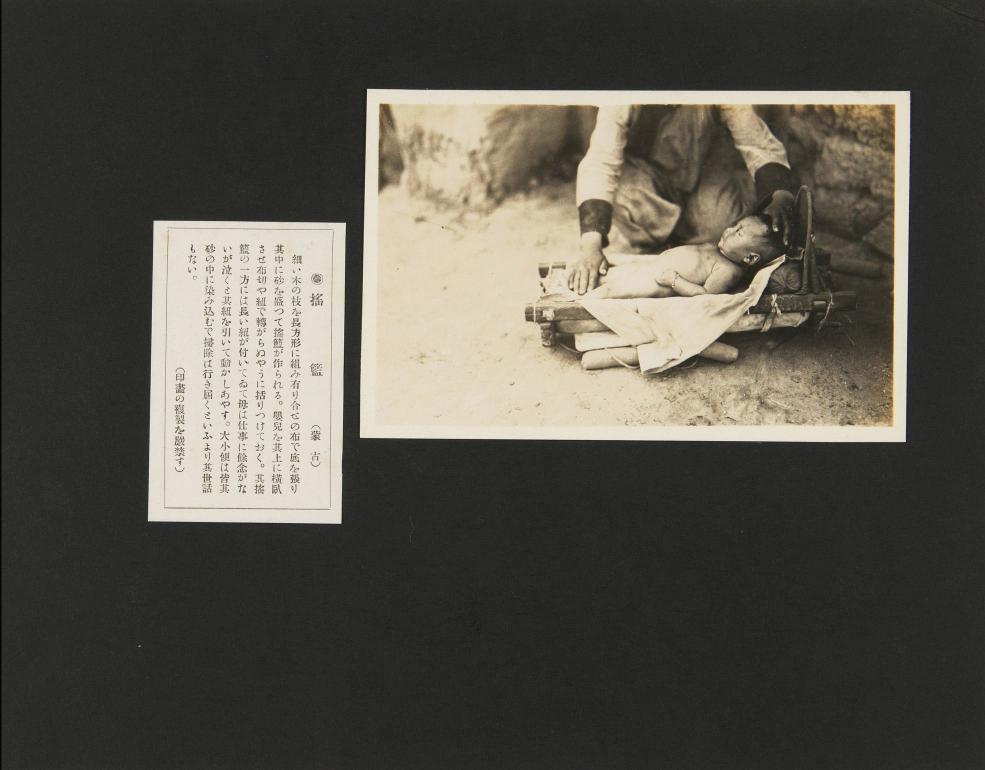 搖籃（蒙古）
細い木の枝を長方形に組み有り合せの布で底を張り
其中に砂を盛つて搖籃が作られる。嬰兒を其上に橫臥
させ布切や紐で轉がらぬやうに括りつけておく。其搖
籃の一方には長い紐が付いてゐて母は仕事に餘念がな
いが泣くと其紐を引いて動かしあやす。大小便は皆其
砂の中に染み込むで掃除は行き屆くといふより其世話
もない。
（印畫の複製を嚴禁す）